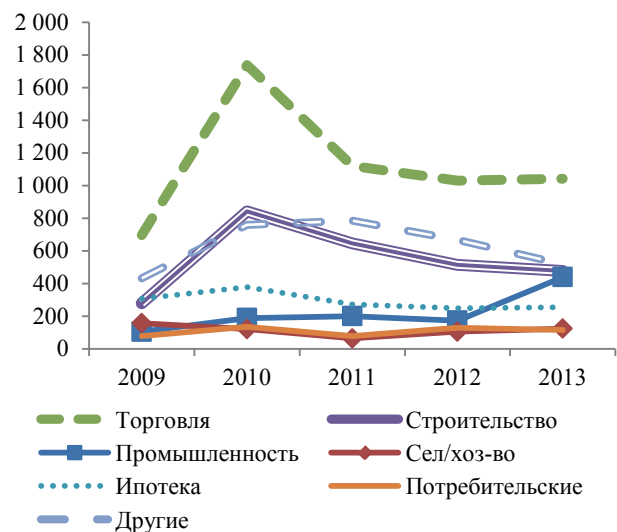 2 000
1 800
1 600
1 400
1 200
1 000
800
600
400
200
0
2009 2010 2011 2012 2013
Торговля Строительство
Промышленность Сел/хоз-во
Ипотека Потребительские
Другие